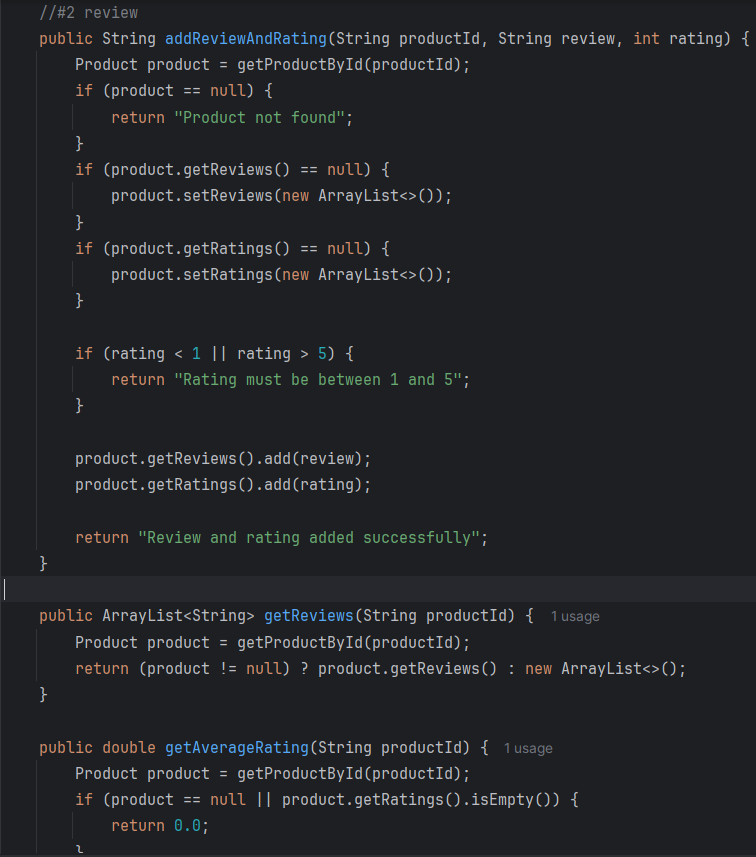 //#2 review
public String addReviewAndRating(String productId, String review, int rating) {
    Product product = getProductById(productId);
    if (product == null) {
        return "Product not found";
    }
    if (product.getReviews() == null) {
        product.setReviews(new ArrayList<>());
    }
    if (product.getRatings() == null) {
        product.setRatings(new ArrayList<>());
    }

    if (rating < 1 || rating > 5) {
        return "Rating must be between 1 and 5";
    }

    product.getReviews().add(review);
    product.getRatings().add(rating);

    return "Review and rating added successfully";
}

public ArrayList<String> getReviews(String productId) { 1 usage
    Product product = getProductById(productId);
    return (product != null) ? product.getReviews() : new ArrayList<>();
}

public double getAverageRating(String productId) { 1 usage
    Product product = getProductById(productId);
    if (product == null || product.getRatings().isEmpty()) {
        return 0.0;
    }